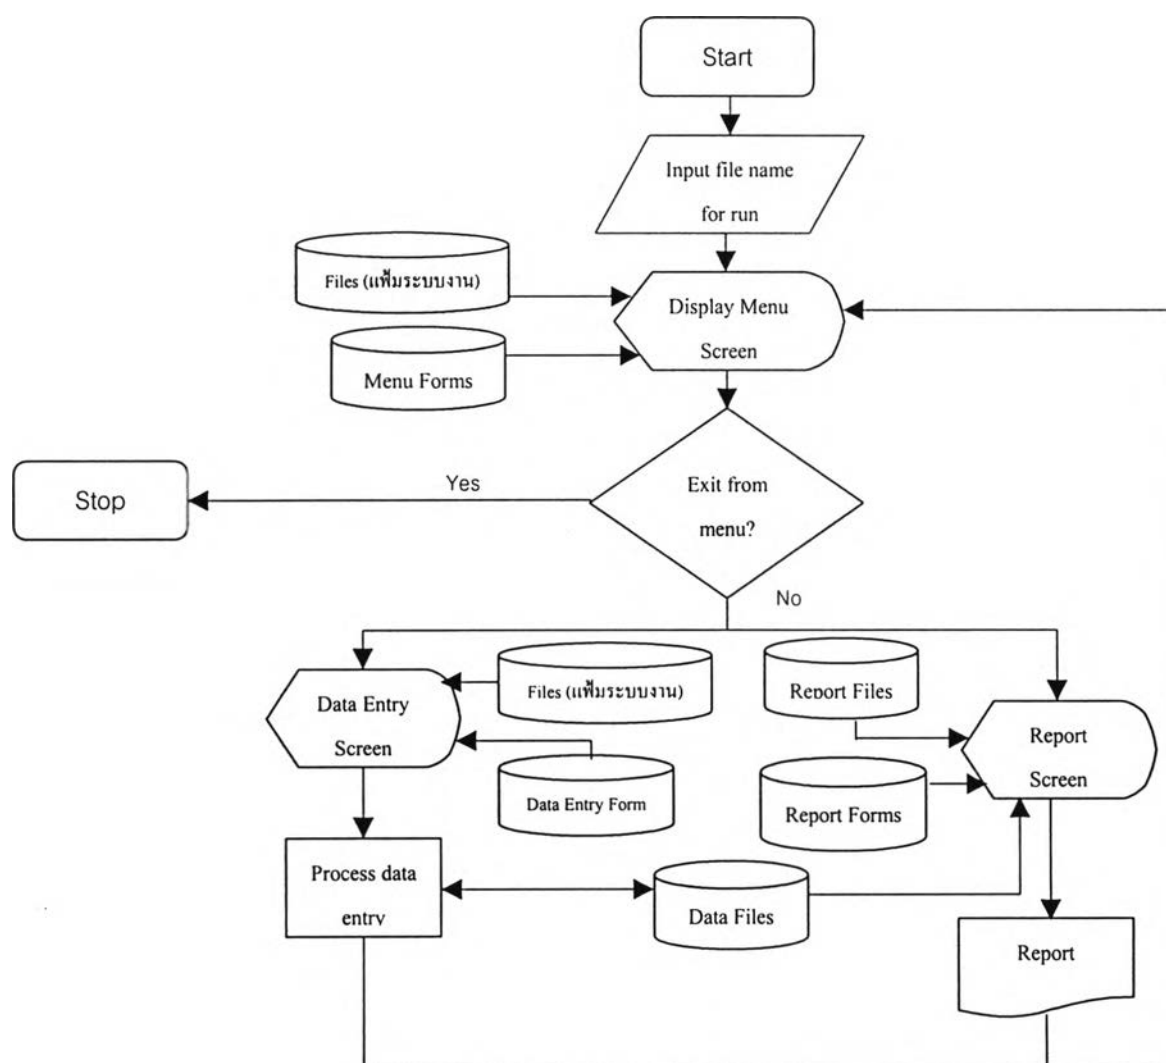 Start
Input file name
for run
Files (แฟ้มระบบงาน)
Display Menu
Screen
Menu Forms
Exit from
menu?
Yes
Stop
No
Files (แฟ้มระบบงาน)
Report Files
Data Entry
Screen
Report
Screen
Data Entry Form
Report Forms
Process data
entry
Data Files
Report